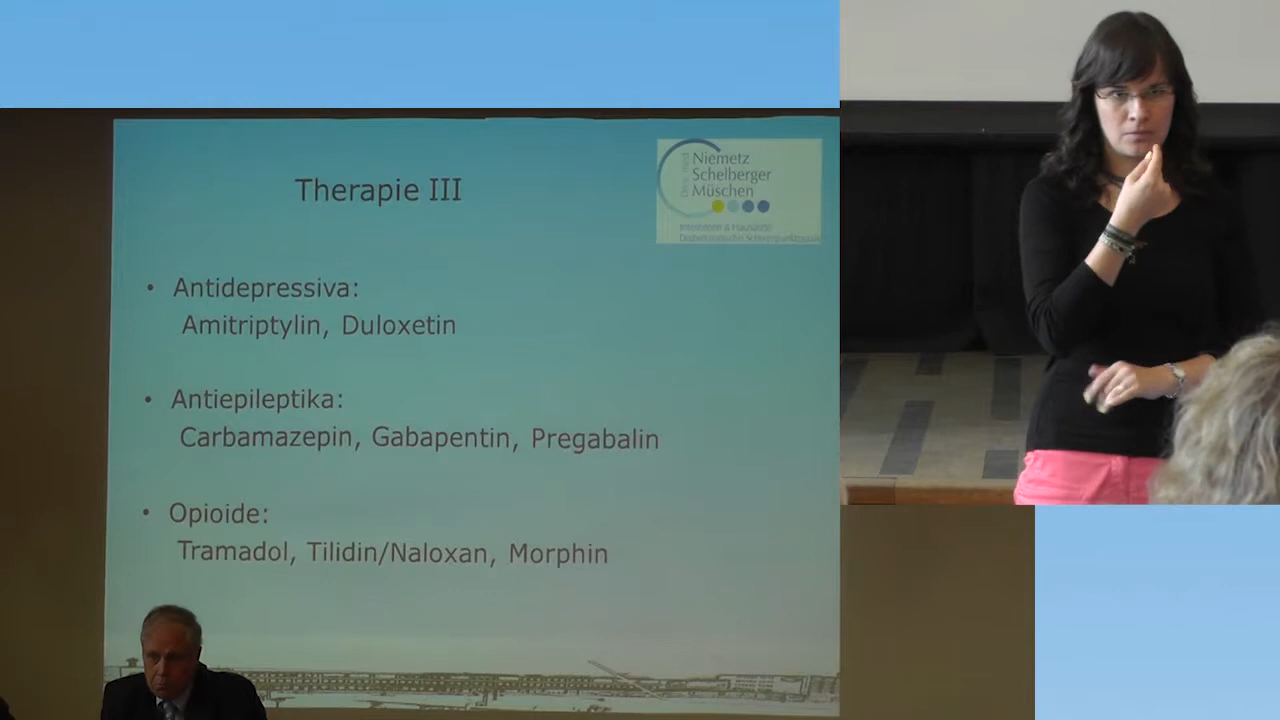 Therapie III
Niemetz
Schelberger
Müschen
• Antidepressiva:
Amitriptylin, Duloxetin
• Antiepileptika:
Carbamazepin, Gabapentin, Pregabalin
• Opioide:
Tramadol, Tilidin/Naloxan, Morphin